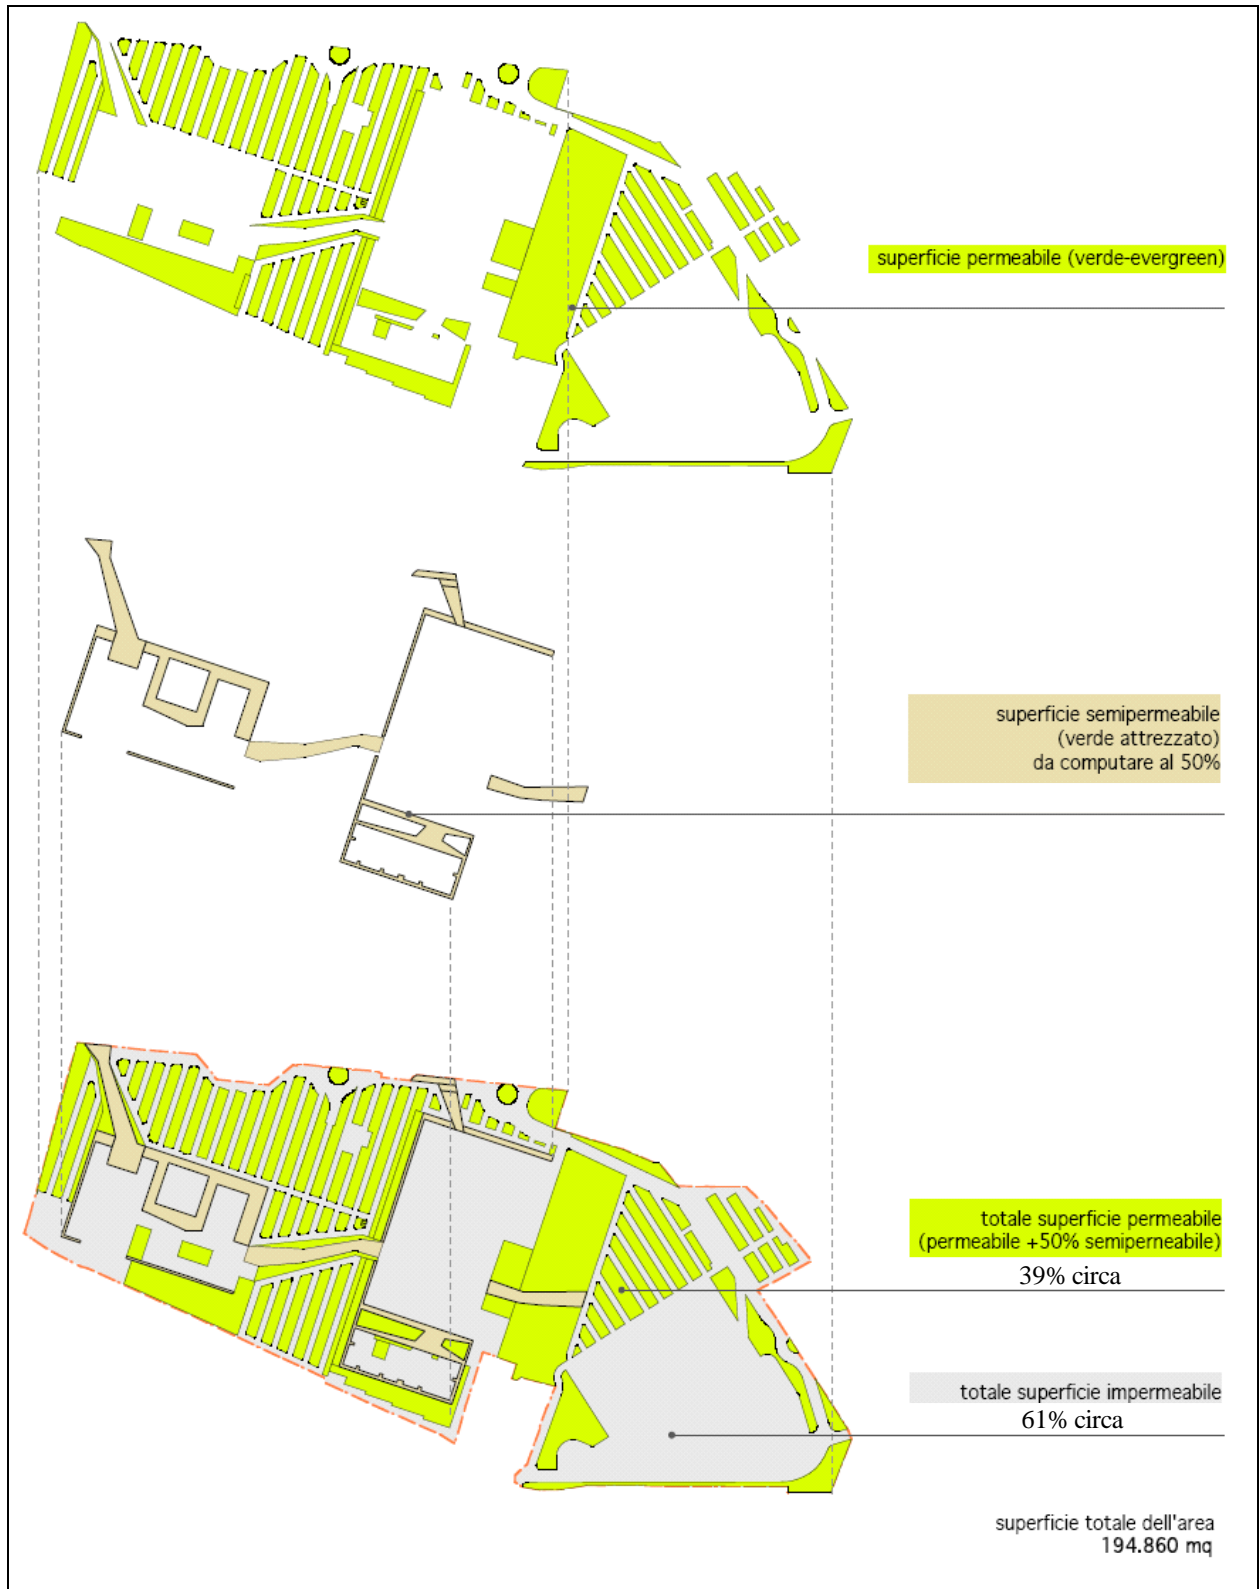 superficie permeabile (verde-evergreen)
superficie semipermeabile
(verde attrezzato)
da computare al 50%
totale superficie permeabile
(permeabile +50% semiperneabile)
39% circa
totale superficie impermeabile
61% circa
superficie totale dell'area
194.860 mq